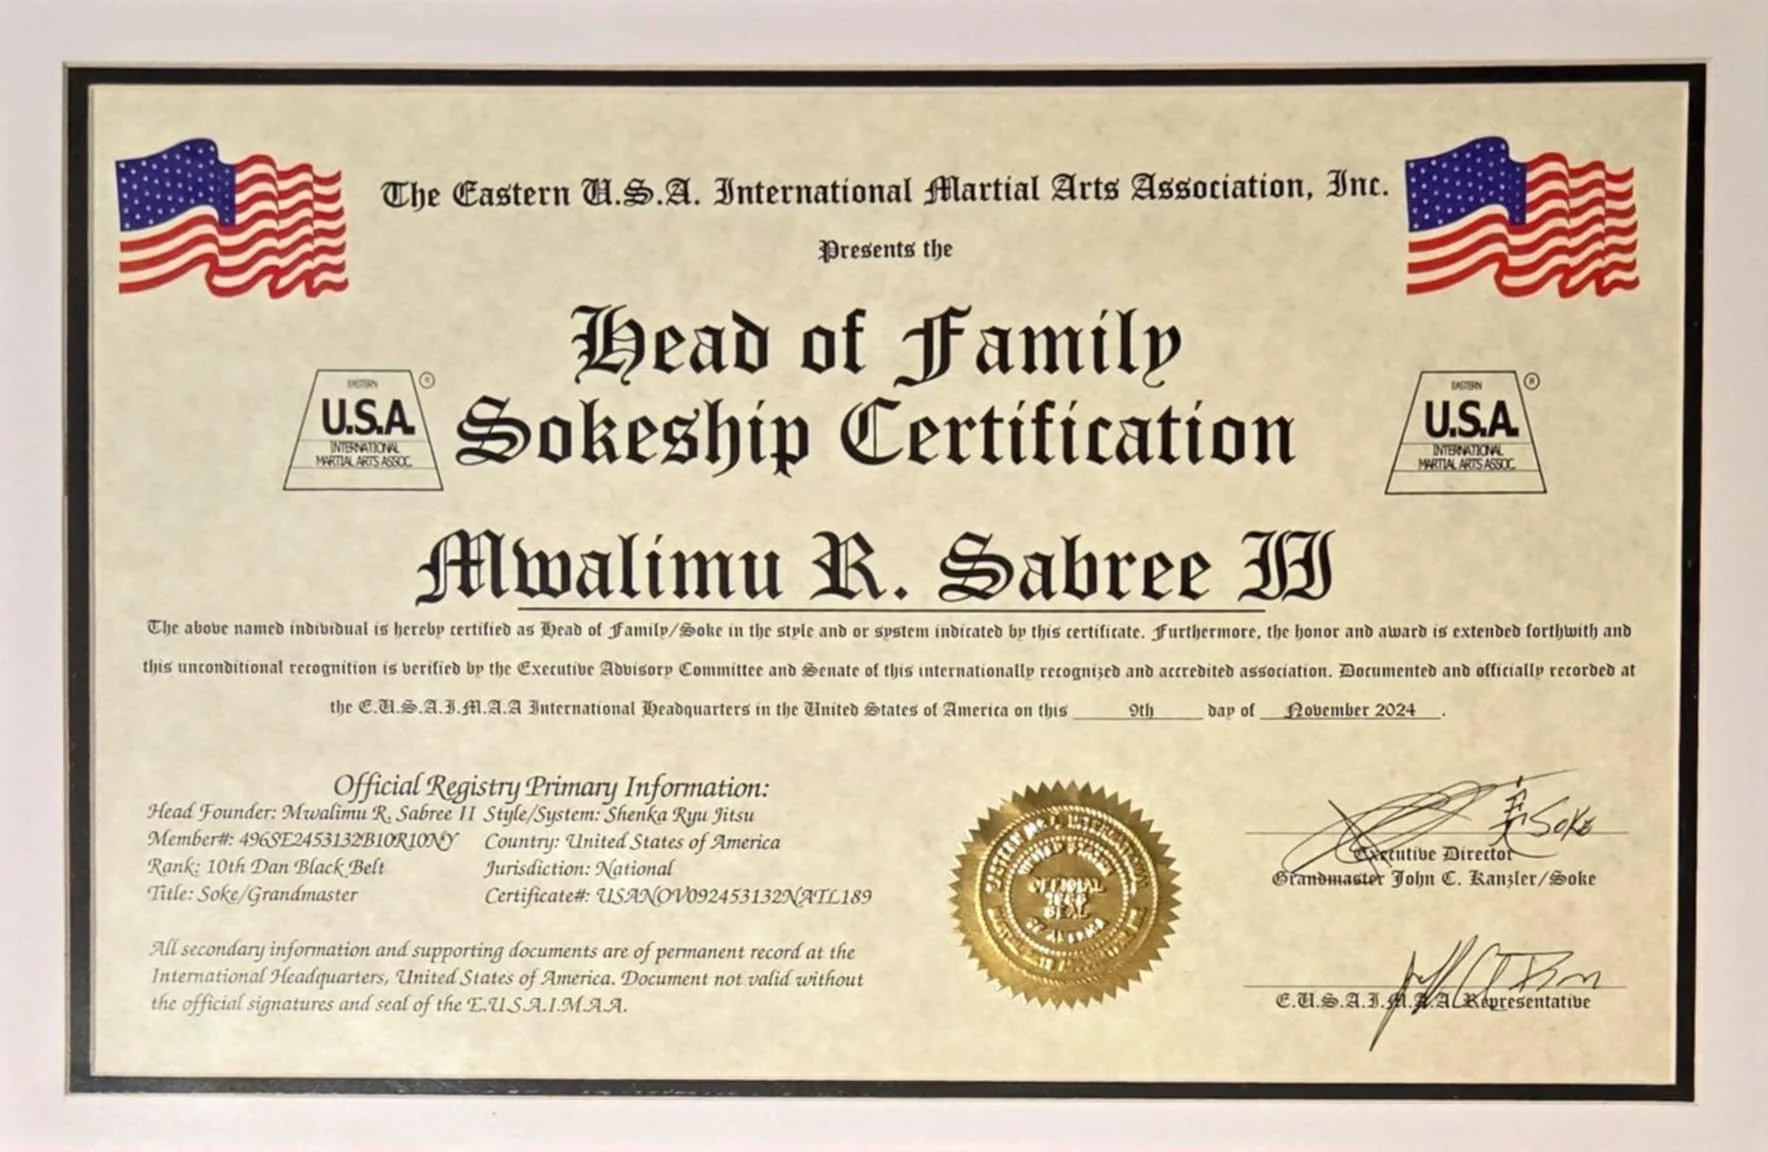 The Eastern U.S.A. International Martial Arts Association, Inc.
Presents the
Head of Family
Sokeship Certification
EASTERN
U.S.A.
INTERNATIONAL
MARTIAL ARTS ASSOC.
®
EASTERN
U.S.A.
INTERNATIONAL
MARTIAL ARTS ASSOC.
®
Mwalimu R. Sabree II
The above named individual is hereby certified as Head of Family/Soke in the style and or system indicated by this certificate. Furthermore, the honor and award is extended forthwith and
this unconditional recognition is verified by the Executive Advisory Committee and Senate of this internationally recognized and accredited association. Documented and officially recorded at
the E.U.S.A.I.M.A.A International Headquarters in the United States of America on this 9th day of November 2024.
Official Registry Primary Information:
Head Founder: Mwalimu R. Sabree II Style/System: Shenka Ryu Jitsu
Member#: 496SE2453132B10R10NY Country: United States of America
Rank: 10th Dan Black Belt Jurisdiction: National
Title: Soke/Grandmaster Certificate#: USANOV092453132NATL189
All secondary information and supporting documents are of permanent record at the
International Headquarters, United States of America. Document not valid without
the official signatures and seal of the E.U.S.A.I.M.A.A.
OFFICIAL
SEAL
Soke
Executive Director
Grandmaster John C. Kanzler/Soke
E.U.S.A.I.M.A.A. Representative